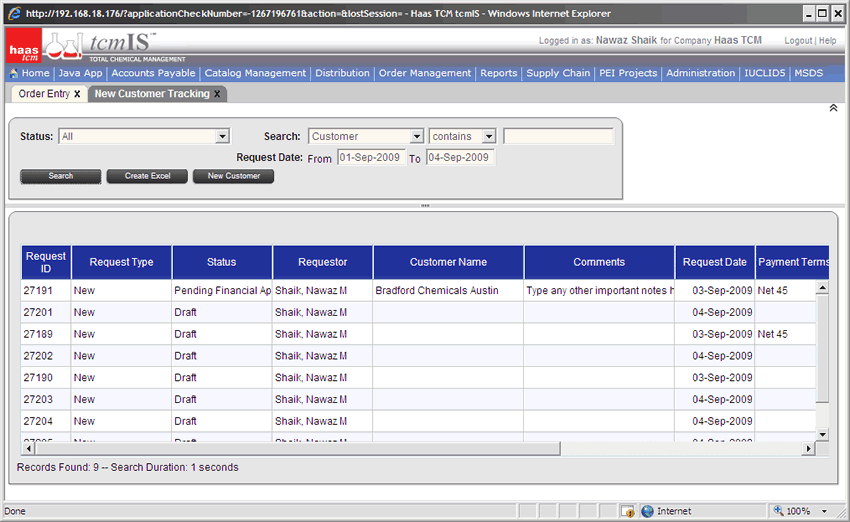 http://192.168.18.176/?applicationCheckNumber=-1267196761&action=&lostSession= - Haas TCM tcmIS - Windows Internet Explorer
haas tcm
tcmIS™
TOTAL CHEMICAL MANAGEMENT
Logged in as: Nawaz Shaik for Company Haas TCM Logout | Help
Home | Java App | Accounts Payable | Catalog Management | Distribution | Order Management | Reports | Supply Chain | PEI Projects | Administration | IUCLID5 | MSDS
Order Entry x New Customer Tracking x
Status: All Search: Customer contains
Request Date: From 01-Sep-2009 To 04-Sep-2009
Search Create Excel New Customer
Request ID Request Type Status Requestor Customer Name Comments Request Date Payment Terms
27191 New Pending Financial Ap Shaik, Nawaz M Bradford Chemicals Austin Type any other important notes h 03-Sep-2009 Net 45
27201 New Draft Shaik, Nawaz M 04-Sep-2009
27189 New Draft Shaik, Nawaz M 03-Sep-2009 Net 45
27202 New Draft Shaik, Nawaz M 04-Sep-2009
27190 New Draft Shaik, Nawaz M 03-Sep-2009
27203 New Draft Shaik, Nawaz M 04-Sep-2009
27204 New Draft Shaik, Nawaz M 04-Sep-2009
27205 New Draft Shaik, Nawaz M 04-Sep-2009
Records Found: 9 -- Search Duration: 1 seconds
Done Internet 100%